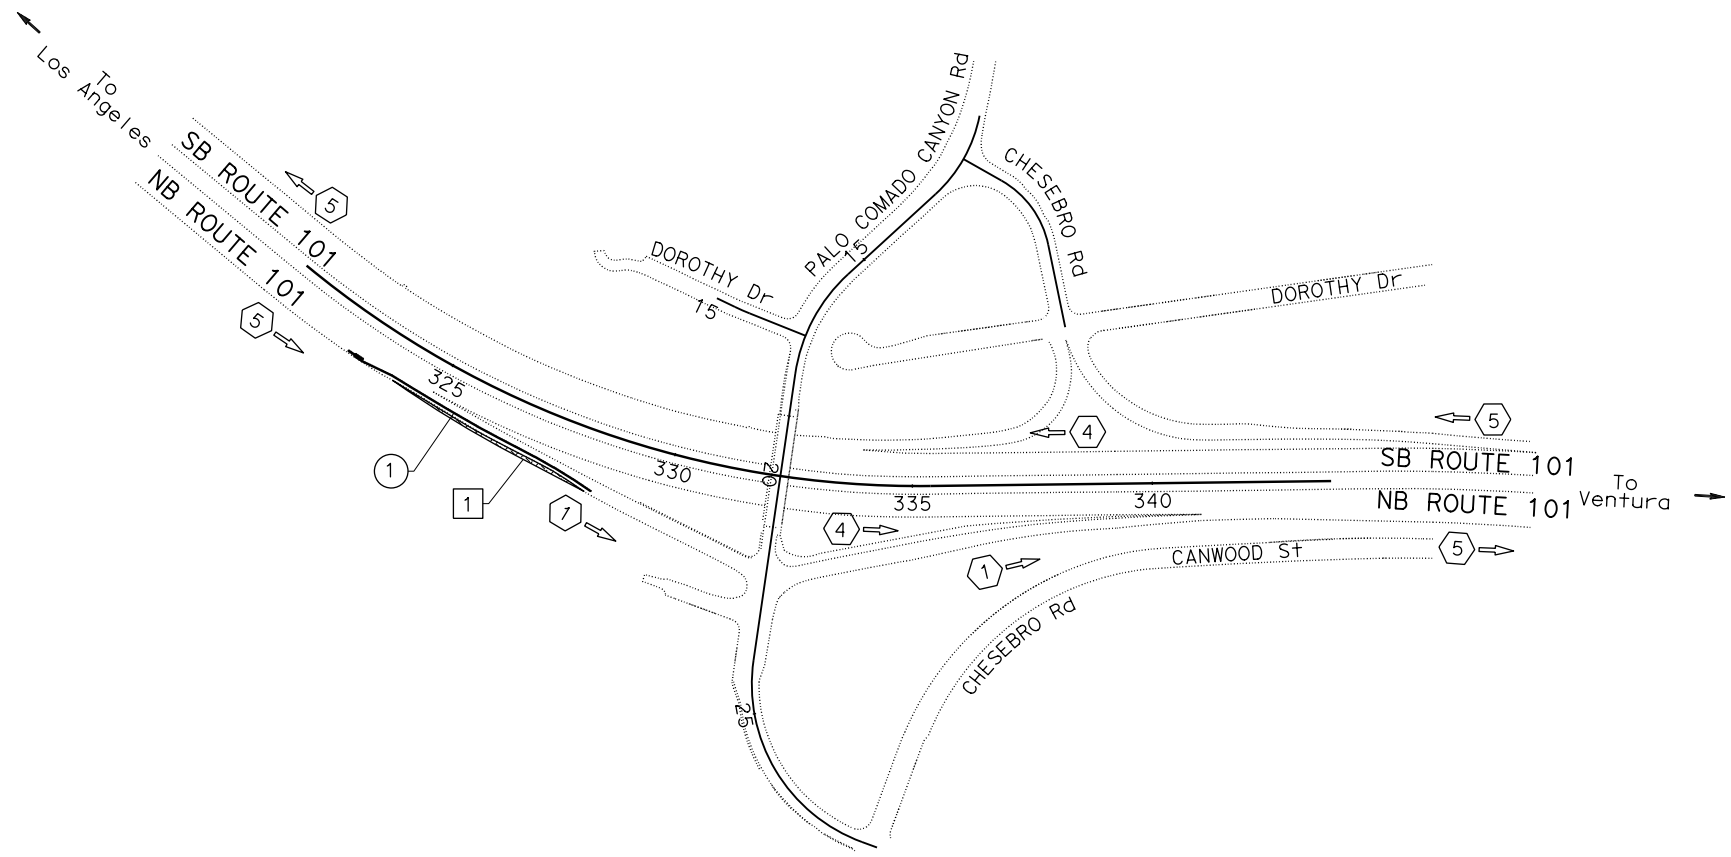 To
Los Angeles
SB ROUTE 101
NB ROUTE 101
5
5
PALO COMADO CANYON Rd
CHESEBRO Rd
DOROTHY Dr
15
15
DOROTHY Dr
325
330
20
335
340
1
1
1
4
4
5
SB ROUTE 101
NB ROUTE 101
To
Ventura
1
CANWOOD St
5
CHESEBRO Rd
25